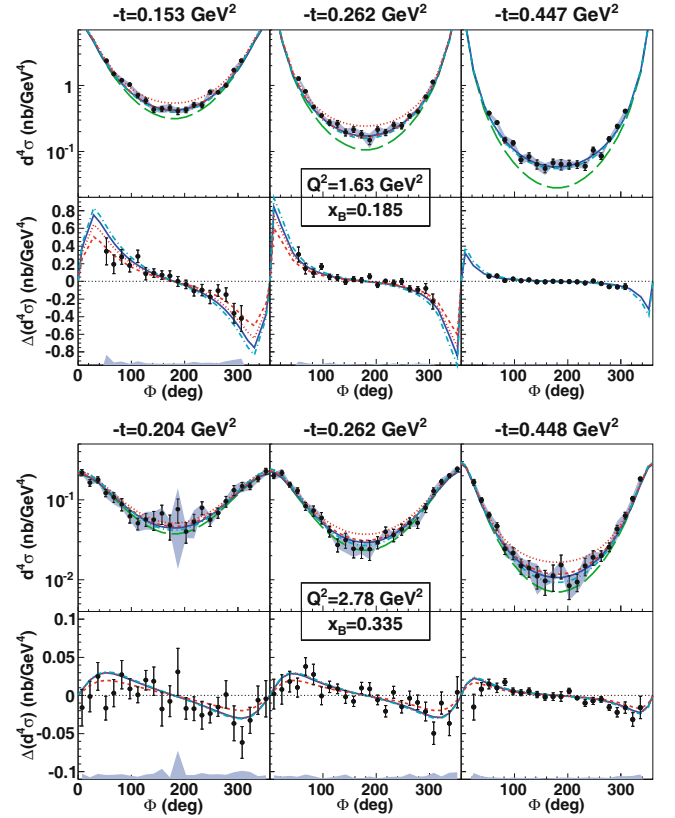 -t=0.153 GeV² -t=0.262 GeV² -t=0.447 GeV²
d⁴σ (nb/GeV⁴)
1
10⁻¹
Q²=1.63 GeV²
x_B=0.185
Δ(d⁴σ) (nb/GeV⁴)
0.8
0.6
0.4
0.2
0
-0.2
-0.4
-0.6
-0.8
0 100 200 300 100 200 300 100 200 300
Φ (deg) Φ (deg) Φ (deg)
-t=0.204 GeV² -t=0.262 GeV² -t=0.448 GeV²
d⁴σ (nb/GeV⁴)
10⁻¹
10⁻²
Q²=2.78 GeV²
x_B=0.335
Δ(d⁴σ) (nb/GeV⁴)
0.1
0.05
0
-0.05
-0.1
0 100 200 300 100 200 300 100 200 300
Φ (deg) Φ (deg) Φ (deg)